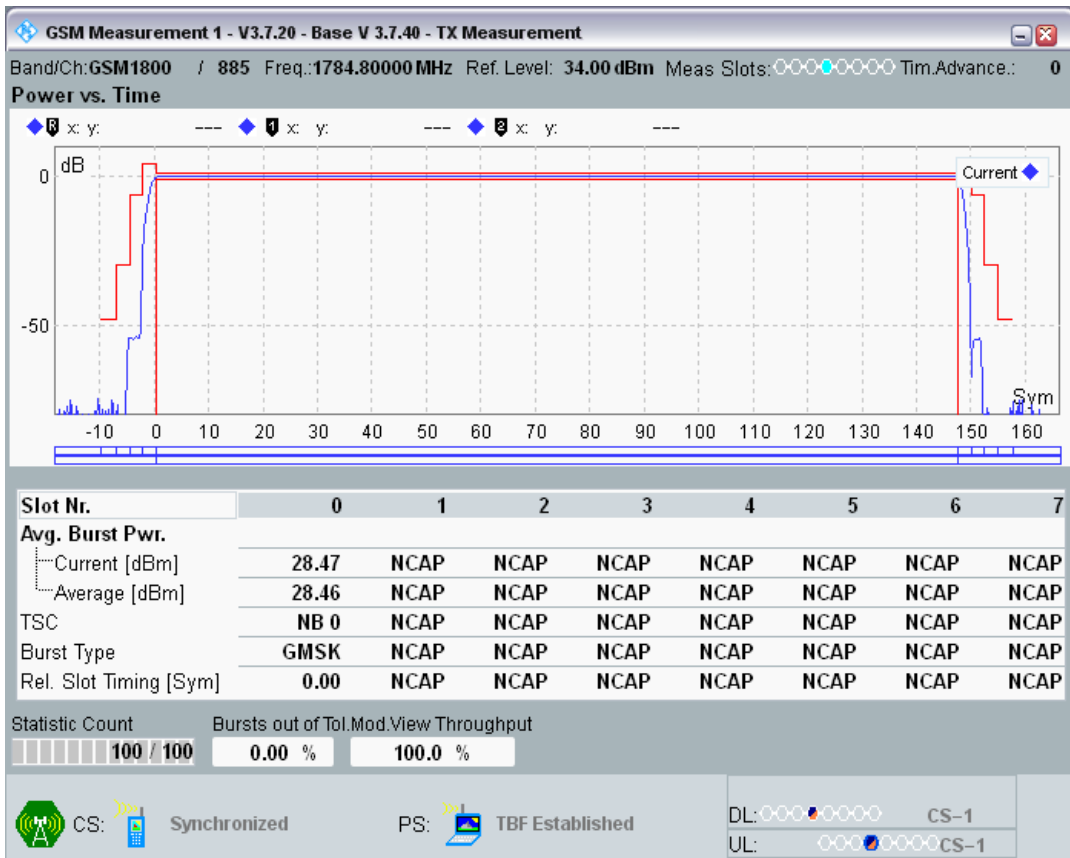 GSM Measurement 1 - V3.7.20 - Base V 3.7.40 - TX Measurement
Band/Ch:GSM1800 / 885 Freq.:1784.80000 MHz Ref. Level: 34.00 dBm Meas Slots: Tim.Advance.: 0
Power vs. Time
R x: y: --- 1 x: y: --- 2 x: y: ---
dB
Current
0
-50
Sym
-10 0 10 20 30 40 50 60 70 80 90 100 110 120 130 140 150 160
Slot Nr. 0 1 2 3 4 5 6 7
Avg. Burst Pwr.
Current [dBm] 28.47 NCAP NCAP NCAP NCAP NCAP NCAP NCAP
Average [dBm] 28.46 NCAP NCAP NCAP NCAP NCAP NCAP NCAP
TSC NB 0 NCAP NCAP NCAP NCAP NCAP NCAP NCAP
Burst Type GMSK NCAP NCAP NCAP NCAP NCAP NCAP NCAP
Rel. Slot Timing [Sym] 0.00 NCAP NCAP NCAP NCAP NCAP NCAP NCAP
Statistic Count Bursts out of Tol. Mod.View Throughput
100 / 100 0.00 % 100.0 %
CS: Synchronized PS: TBF Established
DL: CS-1
UL: CS-1